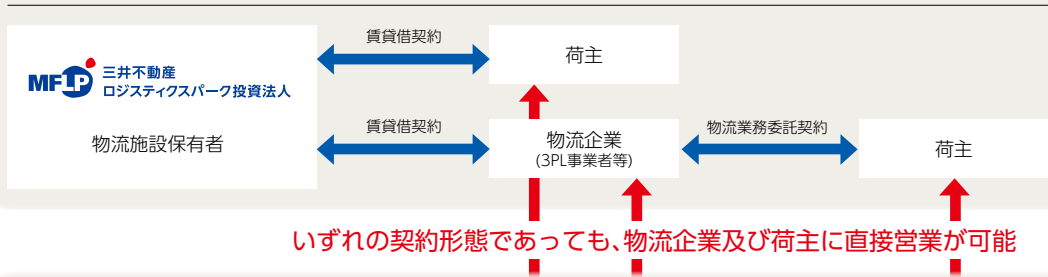 賃貸借契約
荷主
MFLP
三井不動産
ロジスティクスパーク投資法人
物流施設保有者
賃貸借契約
物流企業
(3PL事業者等)
物流業務委託契約
荷主
いずれの契約形態であっても、物流企業及び荷主に直接営業が可能